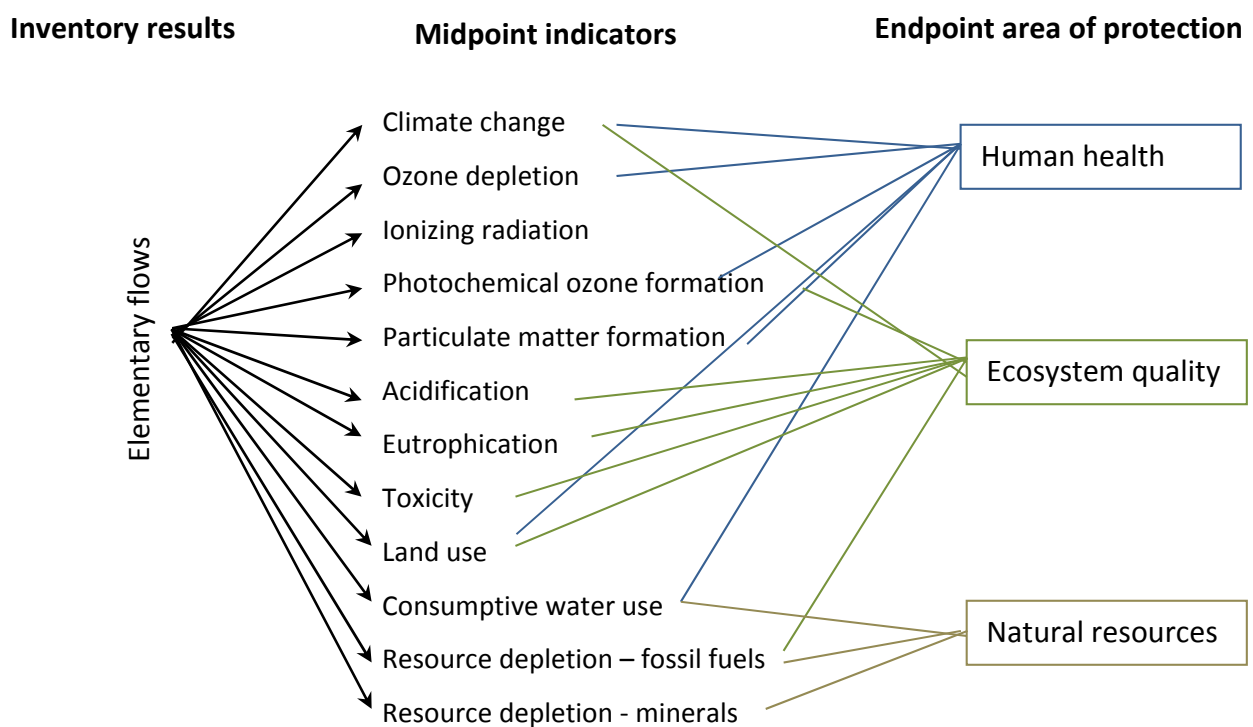 Inventory results
Midpoint indicators
Endpoint area of protection
Elementary flows
Climate change
Ozone depletion
Ionizing radiation
Photochemical ozone formation
Particulate matter formation
Acidification
Eutrophication
Toxicity
Land use
Consumptive water use
Resource depletion – fossil fuels
Resource depletion - minerals
Human health
Ecosystem quality
Natural resources